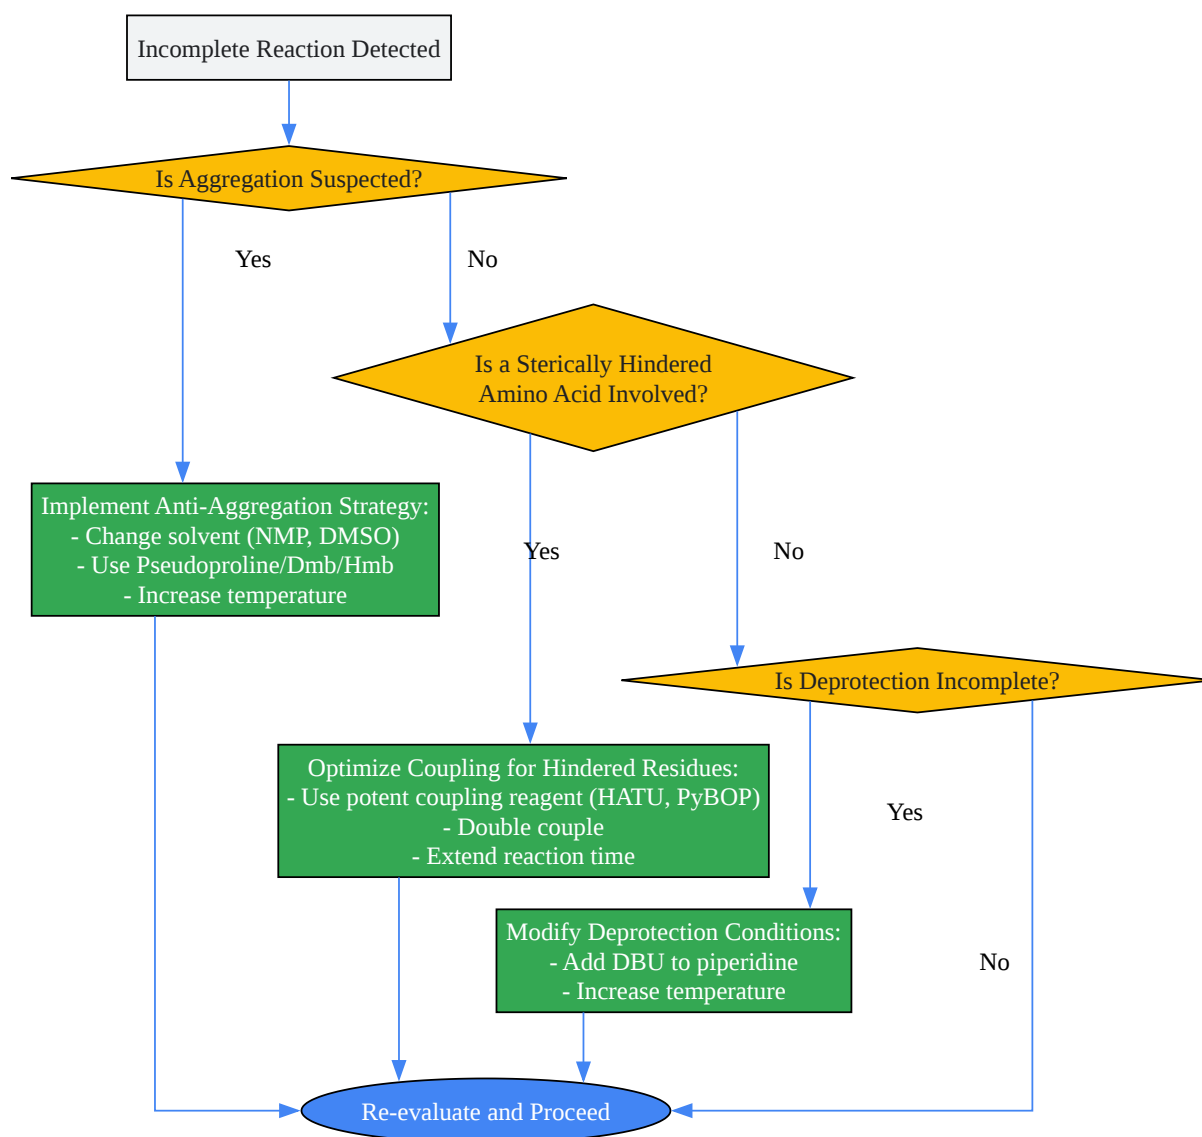 Incomplete Reaction Detected
Is Aggregation Suspected?
Yes
No
Is a Sterically Hindered
Amino Acid Involved?
Implement Anti-Aggregation Strategy:
- Change solvent (NMP, DMSO)
- Use Pseudoproline/Dmb/Hmb
- Increase temperature
Yes
No
Is Deprotection Incomplete?
Optimize Coupling for Hindered Residues:
- Use potent coupling reagent (HATU, PyBOP)
- Double couple
- Extend reaction time
Yes
Modify Deprotection Conditions:
- Add DBU to piperidine
- Increase temperature
No
Re-evaluate and Proceed